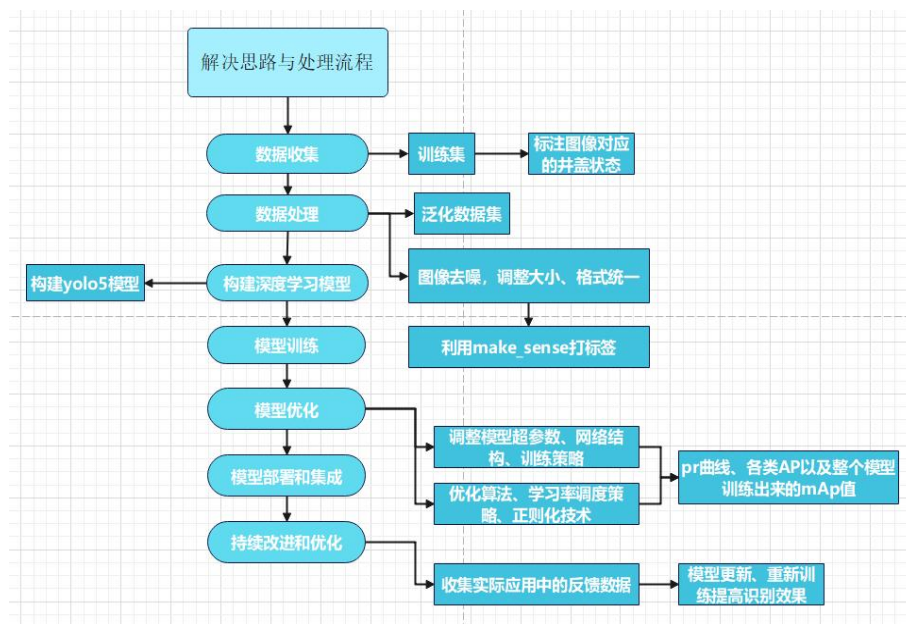 解决思路与处理流程
数据收集
训练集
标注图像对应
的井盖状态
数据处理
泛化数据集
图像去噪，调整大小、格式统一
利用make_sense打标签
构建深度学习模型
构建yolo5模型
模型训练
模型优化
调整模型超参数、网络结
构、训练策略
优化算法、学习率调度策
略、正则化技术
pr曲线、各类AP以及整个模型
训练出来的mAp值
模型部署和集成
持续改进和优化
收集实际应用中的反馈数据
模型更新、重新训
练提高识别效果